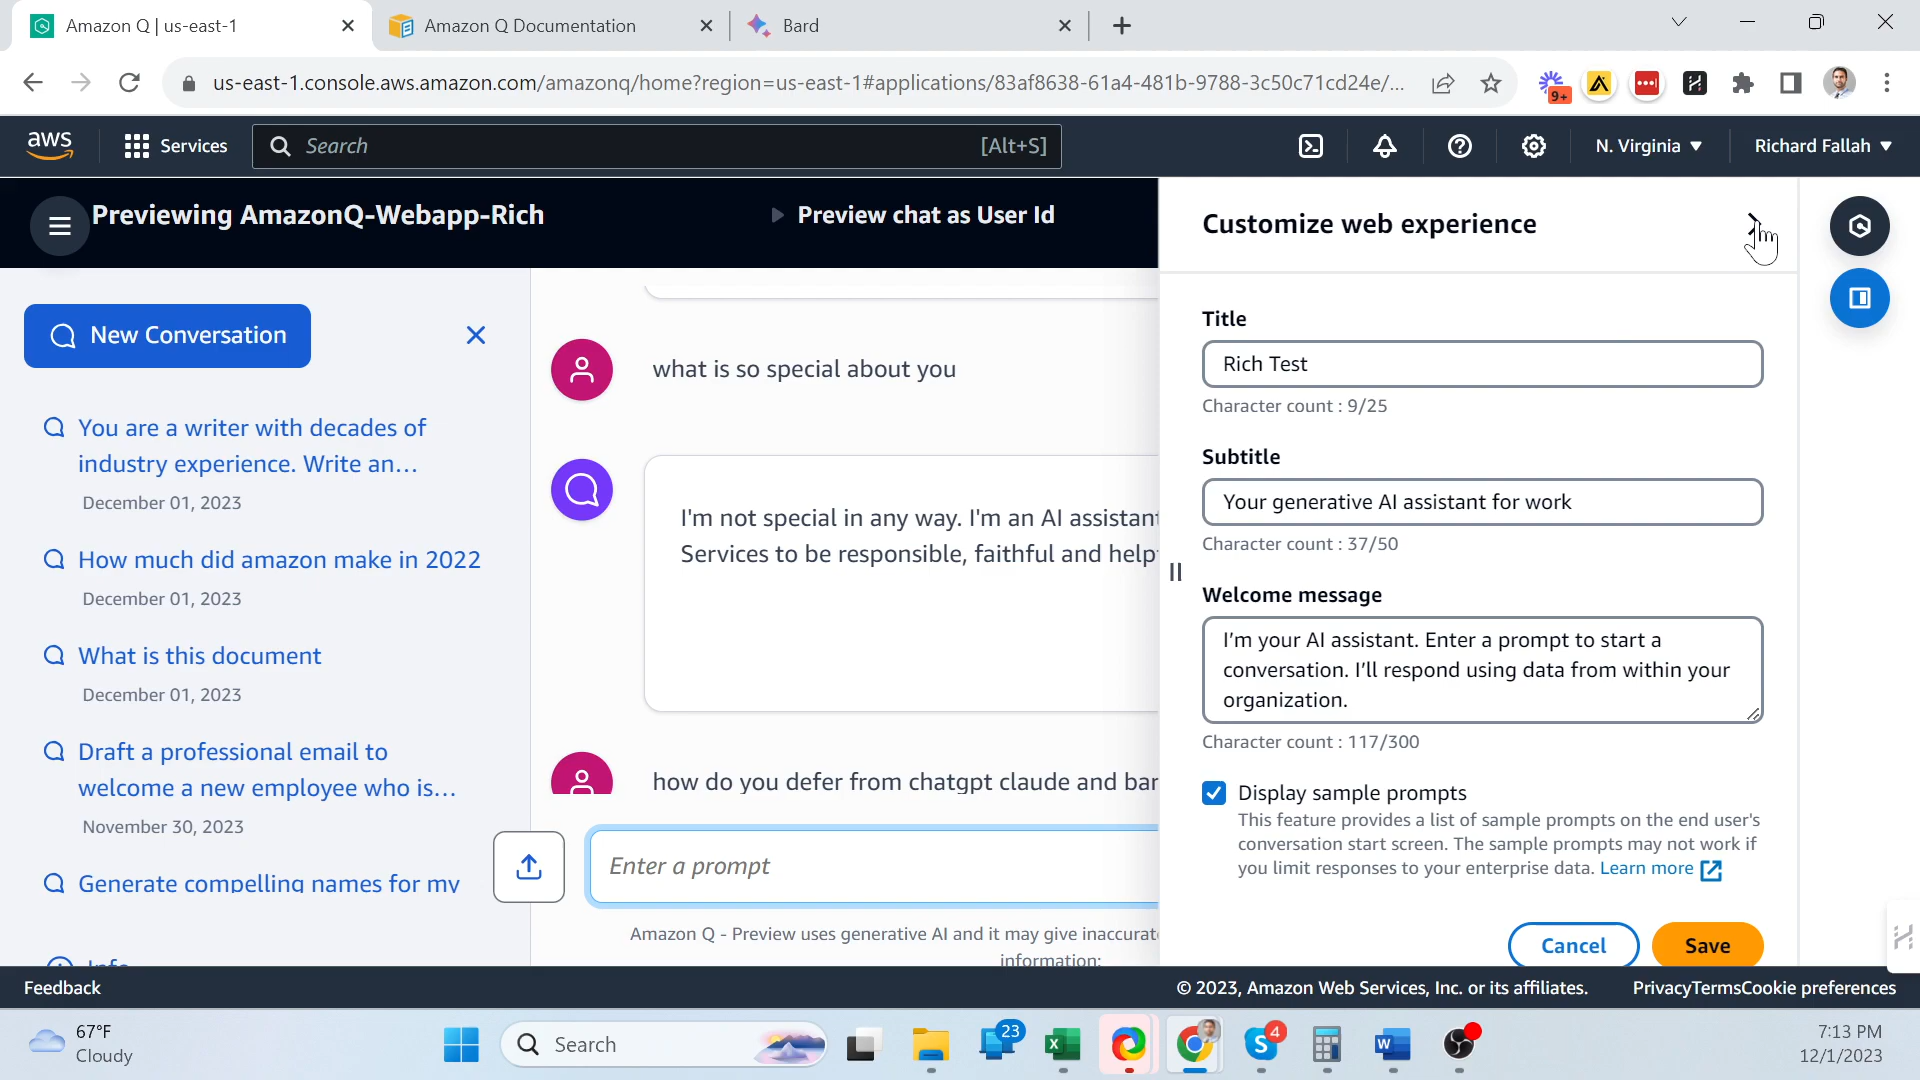 Amazon Q | us-east-1
Amazon Q Documentation
Bard
us-east-1.console.aws.amazon.com/amazonq/home?region=us-east-1#applications/83af8638-61a4-481b-9788-3c50c71cd24e/...
9+
aws
Services
Search
[Alt+S]
N. Virginia
Richard Fallah
Previewing AmazonQ-Webapp-Rich
Preview chat as User Id
Customize web experience
New Conversation
You are a writer with decades of
industry experience. Write an...
December 01, 2023
How much did amazon make in 2022
December 01, 2023
What is this document
December 01, 2023
Draft a professional email to
welcome a new employee who is...
November 30, 2023
Generate compelling names for my
Info
what is so special about you
I'm not special in any way. I'm an AI assistant
Services to be responsible, faithful and help
how do you defer from chatgpt claude and bar
Enter a prompt
Amazon Q - Preview uses generative AI and it may give inaccurat
information:
Title
Rich Test
Character count : 9/25
Subtitle
Your generative AI assistant for work
Character count : 37/50
Welcome message
I'm your AI assistant. Enter a prompt to start a
conversation. I'll respond using data from within your
organization.
Character count : 117/300
Display sample prompts
This feature provides a list of sample prompts on the end user's
conversation start screen. The sample prompts may not work if
you limit responses to your enterprise data. Learn more
Cancel
Save
Feedback
© 2023, Amazon Web Services, Inc. or its affiliates.
PrivacyTermsCookie preferences
67°F
Cloudy
Search
23
4
7:13 PM
12/1/2023